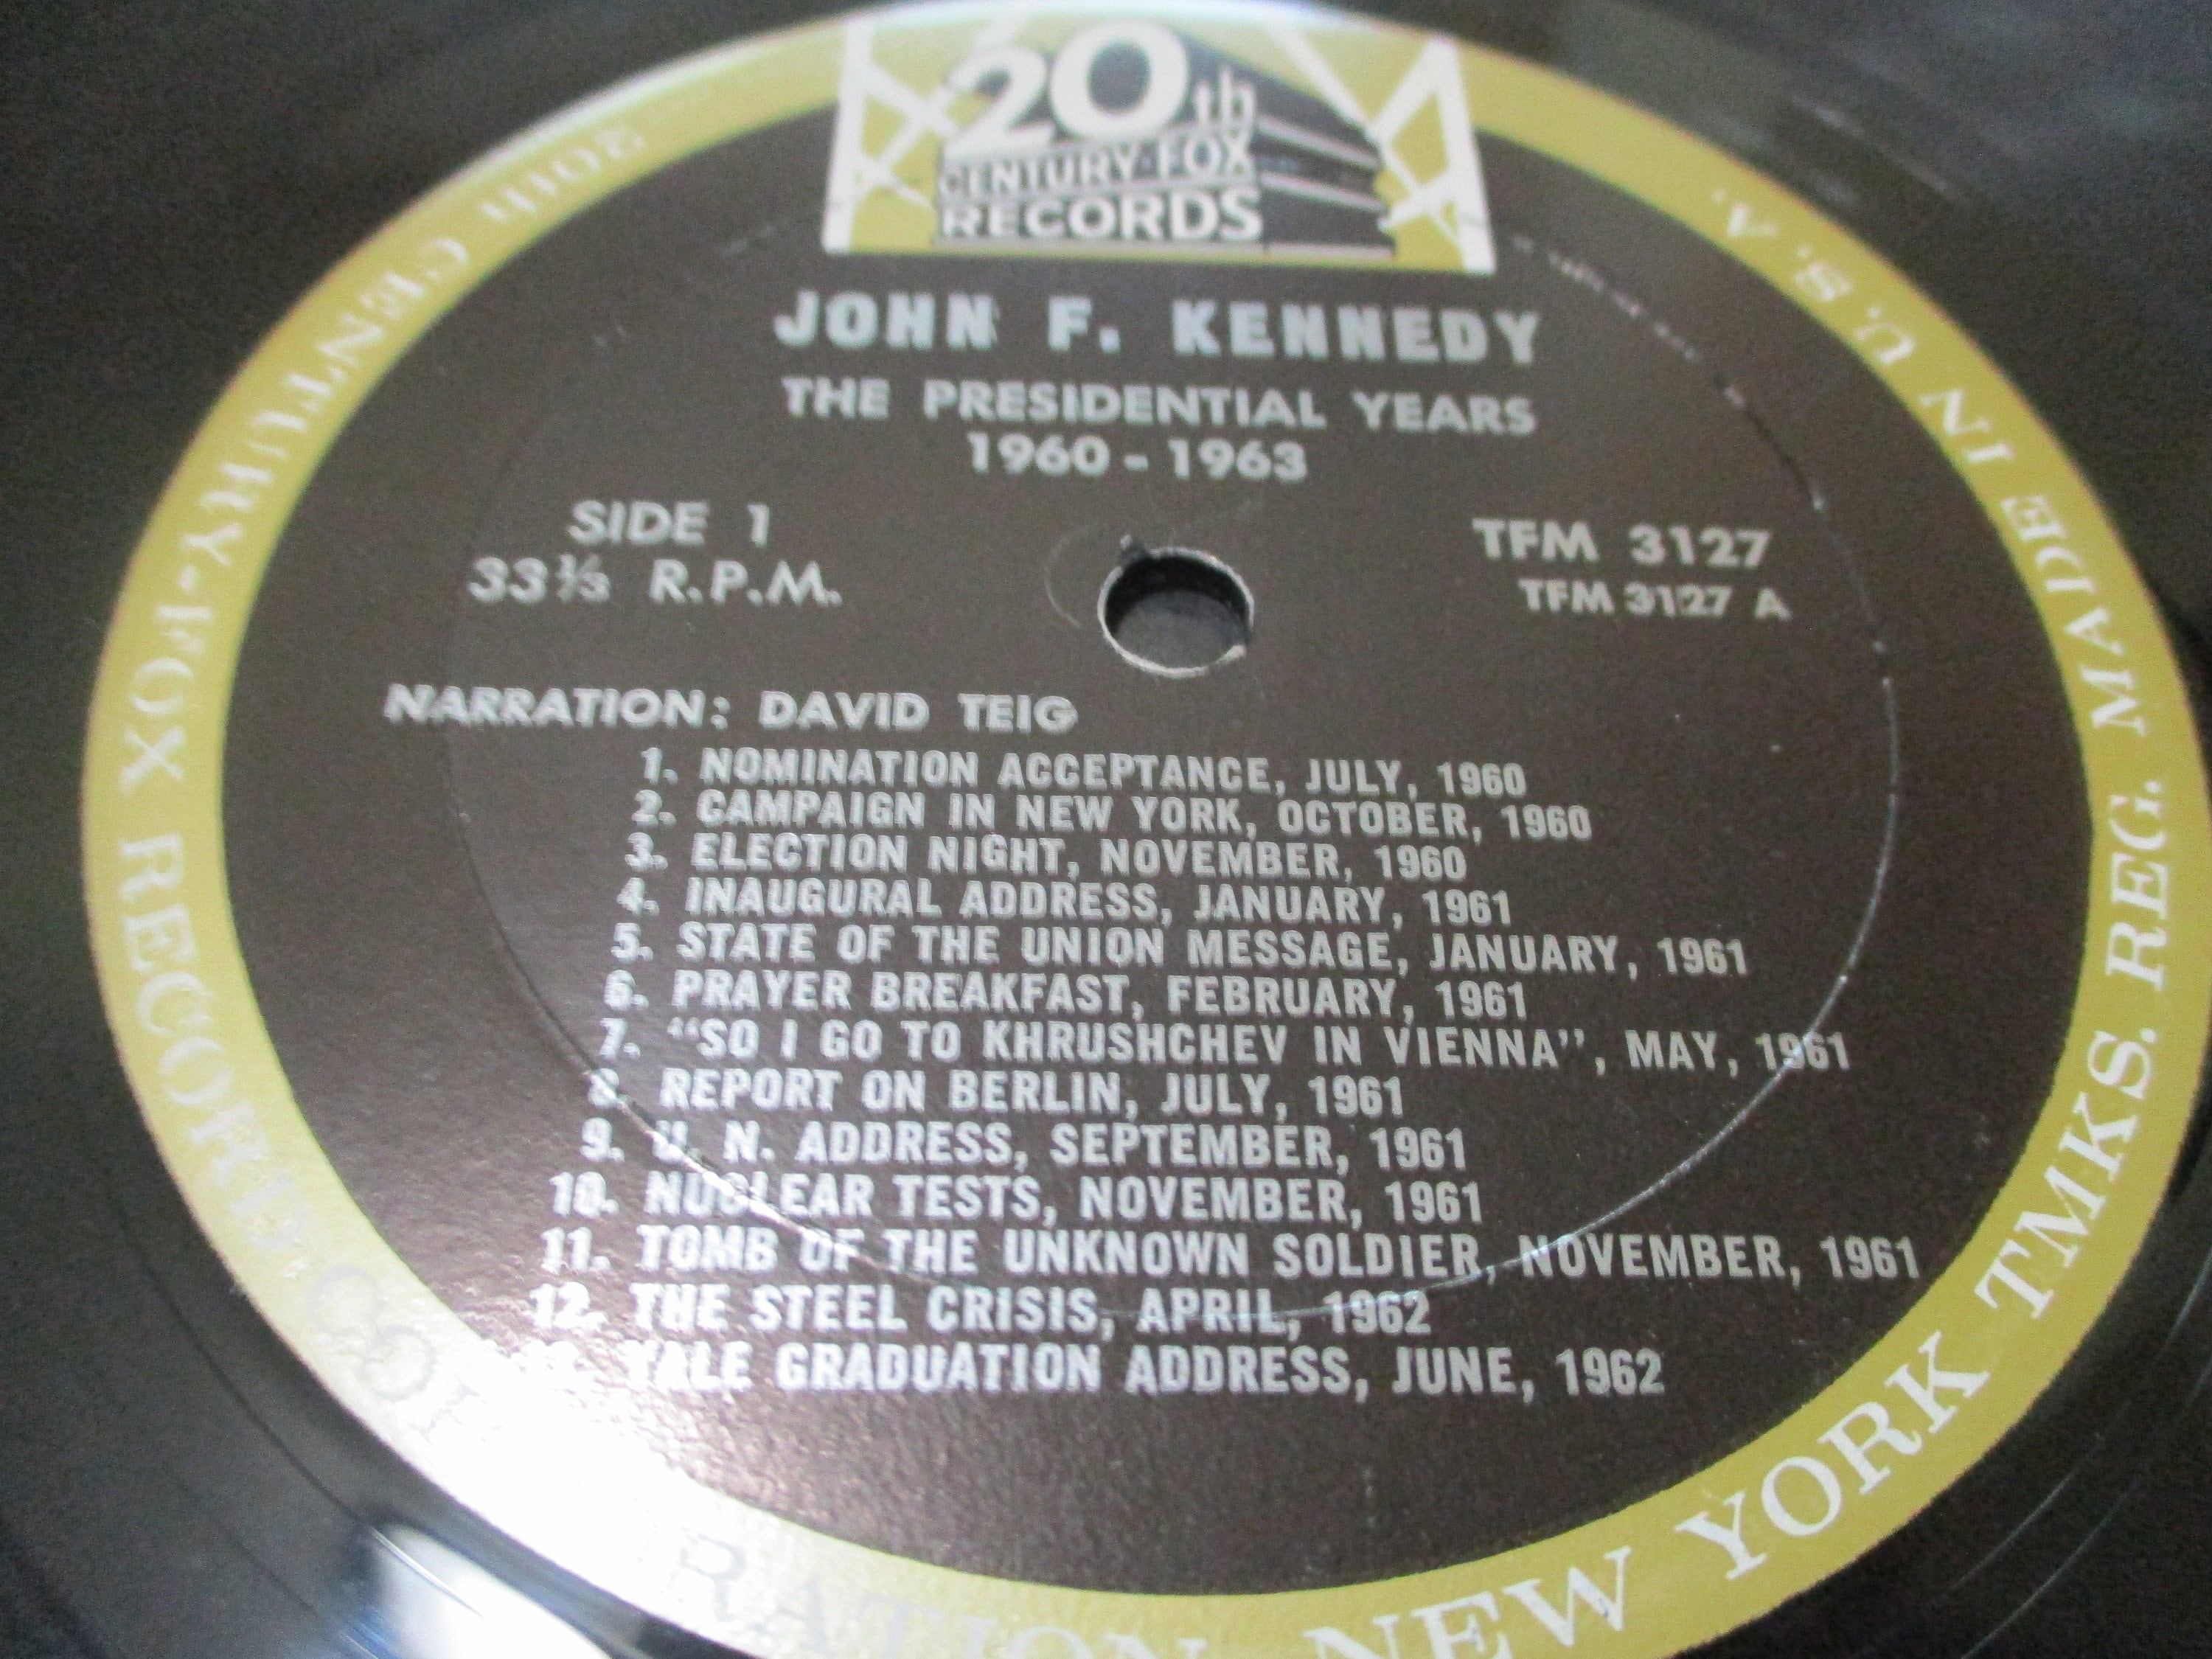 20th
CENTURY-FOX
RECORDS
JOHN F. KENNEDY
THE PRESIDENTIAL YEARS
1960 - 1963
SIDE 1
33⅓ R.P.M.
TFM 3127
TFM 3127 A
NARRATION: DAVID TEIG
1. NOMINATION ACCEPTANCE, JULY, 1960
2. CAMPAIGN IN NEW YORK, OCTOBER, 1960
3. ELECTION NIGHT, NOVEMBER, 1960
4. INAUGURAL ADDRESS, JANUARY, 1961
5. STATE OF THE UNION MESSAGE, JANUARY, 1961
6. PRAYER BREAKFAST, FEBRUARY, 1961
7. "SO I GO TO KHRUSHCHEV IN VIENNA", MAY, 1961
8. REPORT ON BERLIN, JULY, 1961
9. U. N. ADDRESS, SEPTEMBER, 1961
10. NUCLEAR TESTS, NOVEMBER, 1961
11. TOMB OF THE UNKNOWN SOLDIER, NOVEMBER, 1961
12. THE STEEL CRISIS, APRIL, 1962
YALE GRADUATION ADDRESS, JUNE, 1962
20th CENTURY-FOX RECORD NEW YORK TMKS. REG. MADE IN U. S. A.